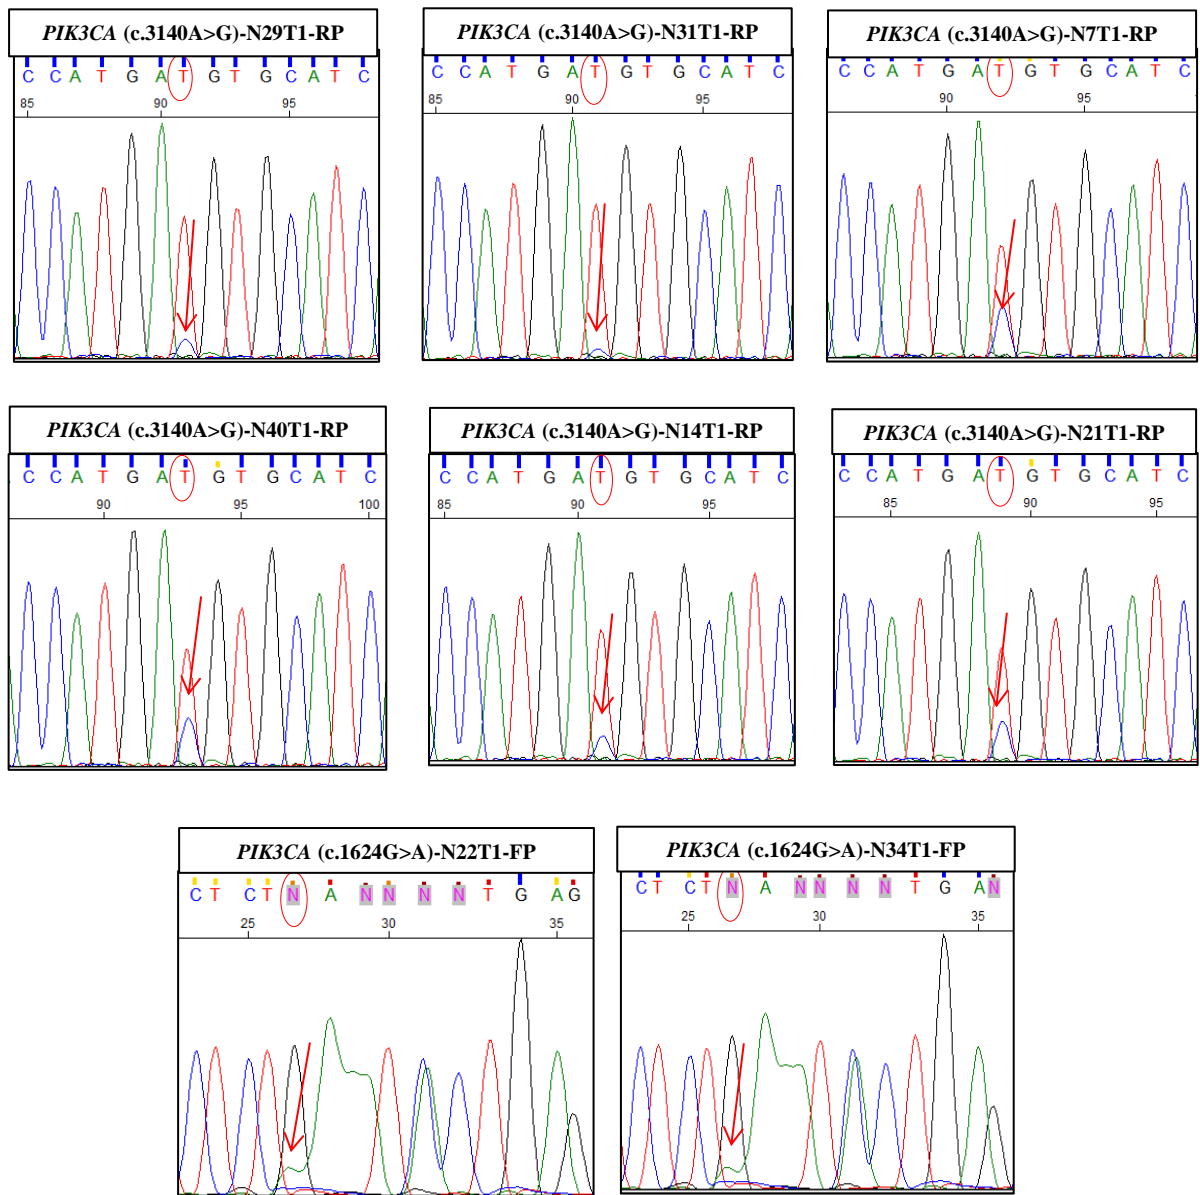 PIK3CA (c.3140A>G)-N29T1-RP
C C A T G A T G T G C A T C
85 90 95
PIK3CA (c.3140A>G)-N31T1-RP
C C A T G A T G T G C A T C
85 90 95
PIK3CA (c.3140A>G)-N7T1-RP
C C A T G A T G T G C A T C
90 95
PIK3CA (c.3140A>G)-N40T1-RP
C C A T G A T G T G C A T C
90 95 100
PIK3CA (c.3140A>G)-N14T1-RP
C C A T G A T G T G C A T C
85 90 95
PIK3CA (c.3140A>G)-N21T1-RP
C C A T G A T G T G C A T C
85 90 95
PIK3CA (c.1624G>A)-N22T1-FP
C T C T N A N N N N T G A G
25 30 35
PIK3CA (c.1624G>A)-N34T1-FP
C T C T N A N N N N T G A N
25 30 35